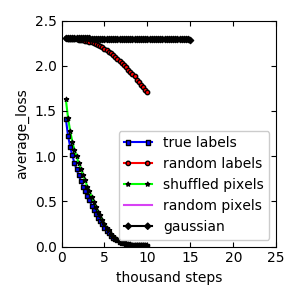 2.5
2.0
1.5
1.0
0.5
0.0
average_loss
true labels
random labels
shuffled pixels
random pixels
gaussian
0 5 10 15 20 25
thousand steps